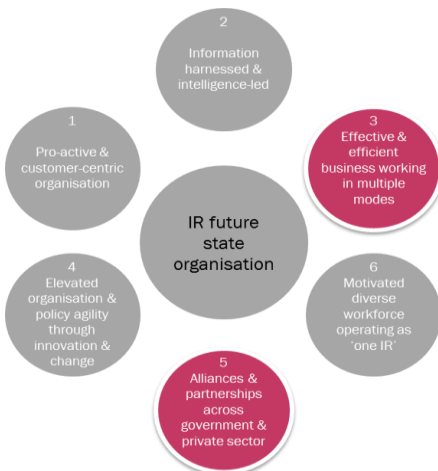 2
Information
harnessed &
intelligence-led
1
Pro-active &
customer-centric
organisation
3
Effective &
efficient
business working
in multiple
modes
IR future
state
organisation
4
Elevated
organisation &
policy agility
through
innovation &
change
6
Motivated
diverse
workforce
operating as
'one IR'
5
Alliances &
partnerships
across
government &
private sector